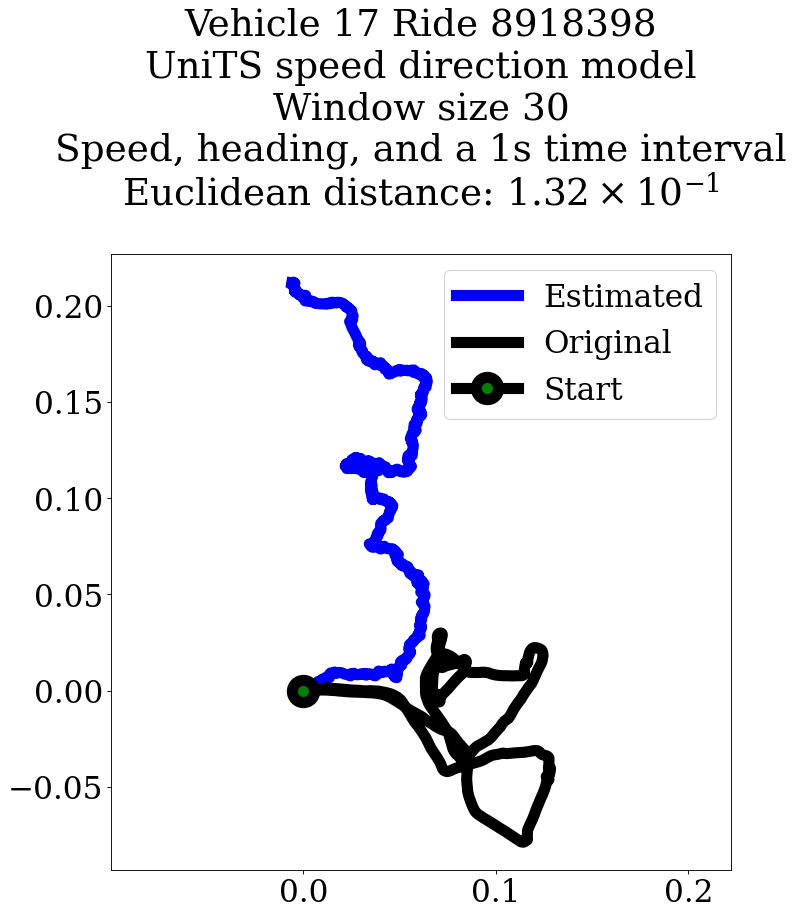 Vehicle 17 Ride 8918398
UniTS speed direction model
Window size 30
Speed, heading, and a 1s time interval
Euclidean distance: 1.32 × 10⁻¹
Estimated
Original
Start
0.20
0.15
0.10
0.05
0.00
−0.05
0.0 0.1 0.2